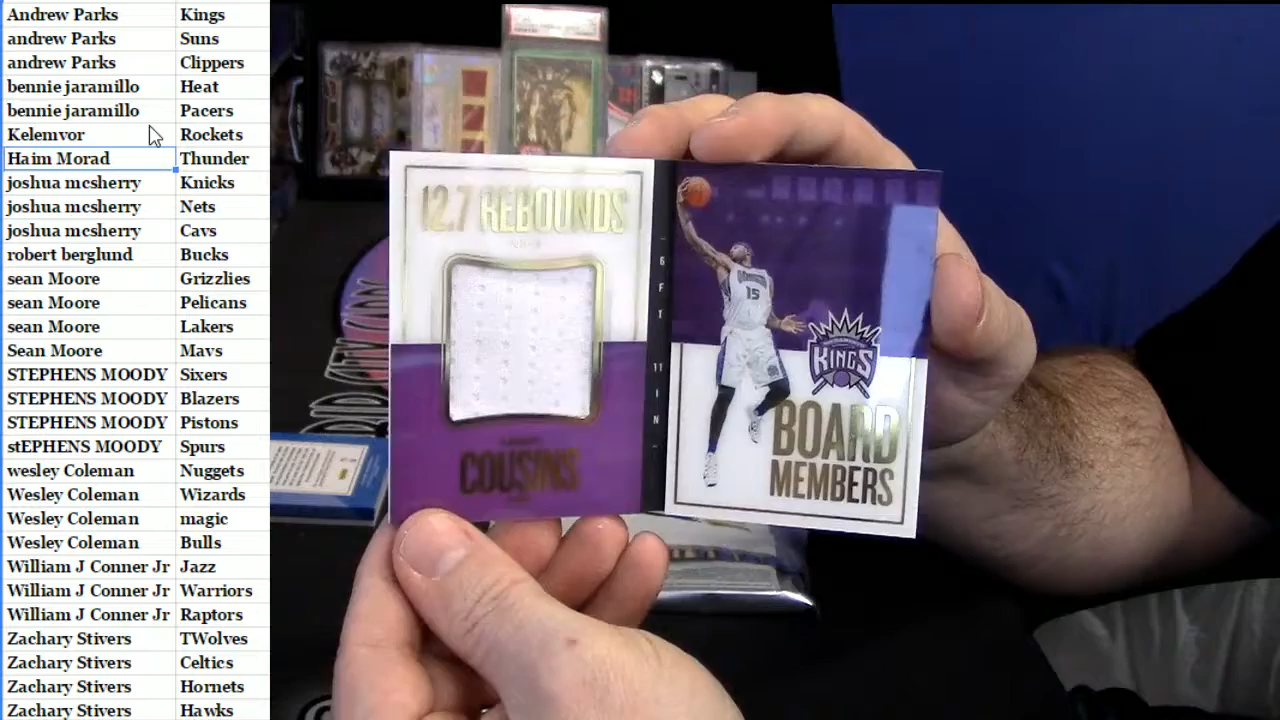 Andrew Parks Kings
andrew Parks Suns
andrew Parks Clippers
bennie jaramillo Heat
bennie jaramillo Pacers
Kelemvor Rockets
Haim Morad Thunder
joshua mcsherry Knicks
joshua mcsherry Nets
joshua mcsherry Cavs
robert berglund Bucks
sean Moore Grizzlies
sean Moore Pelicans
sean Moore Lakers
Sean Moore Mavs
STEPHENS MOODY Sixers
STEPHENS MOODY Blazers
STEPHENS MOODY Pistons
stEPHENS MOODY Spurs
wesley Coleman Nuggets
Wesley Coleman Wizards
Wesley Coleman magic
Wesley Coleman Bulls
William J Conner Jr Jazz
William J Conner Jr Warriors
William J Conner Jr Raptors
Zachary Stivers TWolves
Zachary Stivers Celtics
Zachary Stivers Hornets
Zachary Stivers Hawks
12.7 REBOUNDS
COUSINS
6 FT 11 IN
15
KINGS
BOARD
MEMBERS